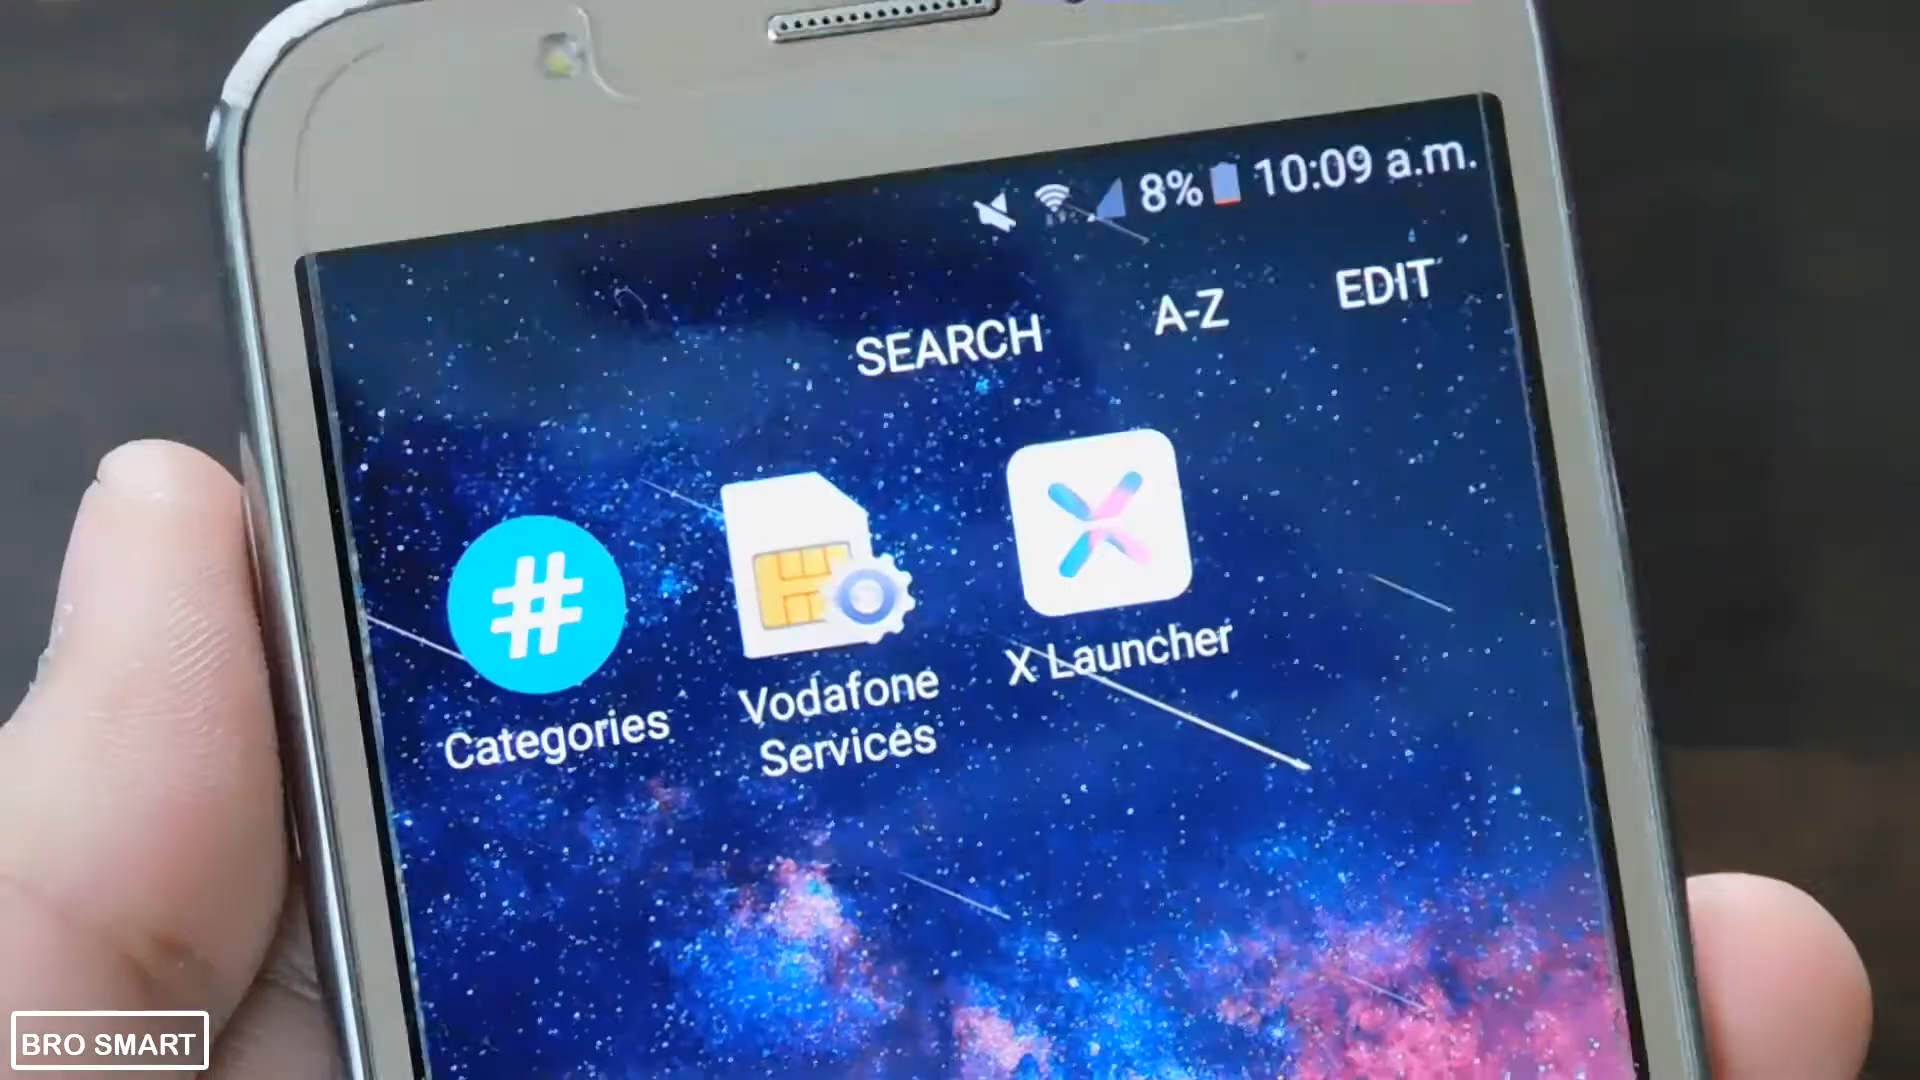 8% 10:09 a.m.
SEARCH A-Z EDIT
#
Categories
Vodafone
Services
X Launcher
BRO SMART